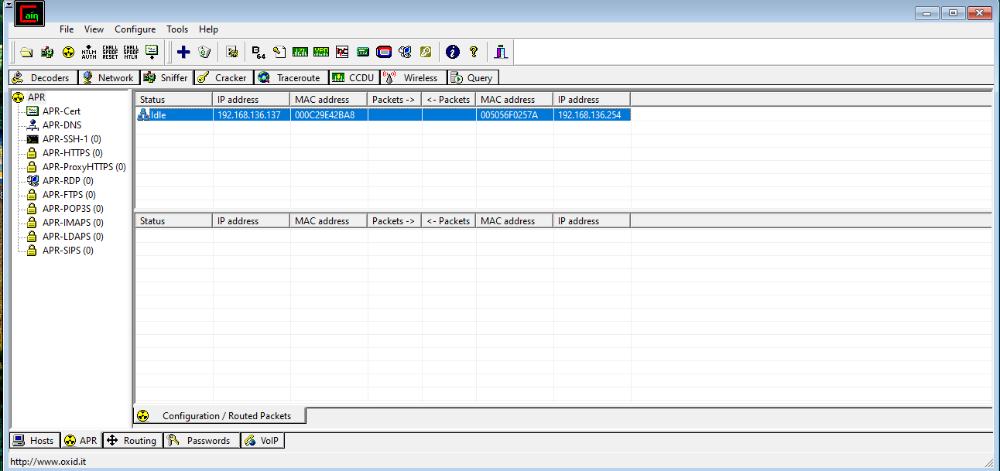 aın
File View Configure Tools Help
NTLM AUTH CHALL SPOOF RESET CHALL SPOOF NTLM B 64
Decoders Network Sniffer Cracker Traceroute CCDU Wireless Query
APR
APR-Cert
APR-DNS
APR-SSH-1 (0)
APR-HTTPS (0)
APR-ProxyHTTPS (0)
APR-RDP (0)
APR-FTPS (0)
APR-POP3S (0)
APR-IMAPS (0)
APR-LDAPS (0)
APR-SIPS (0)
Status IP address MAC address Packets -> <- Packets MAC address IP address
Idle 192.168.136.137 000C29E42BA8 005056F0257A 192.168.136.254
Status IP address MAC address Packets -> <- Packets MAC address IP address
Configuration / Routed Packets
Hosts APR Routing Passwords VoIP
http://www.oxid.it